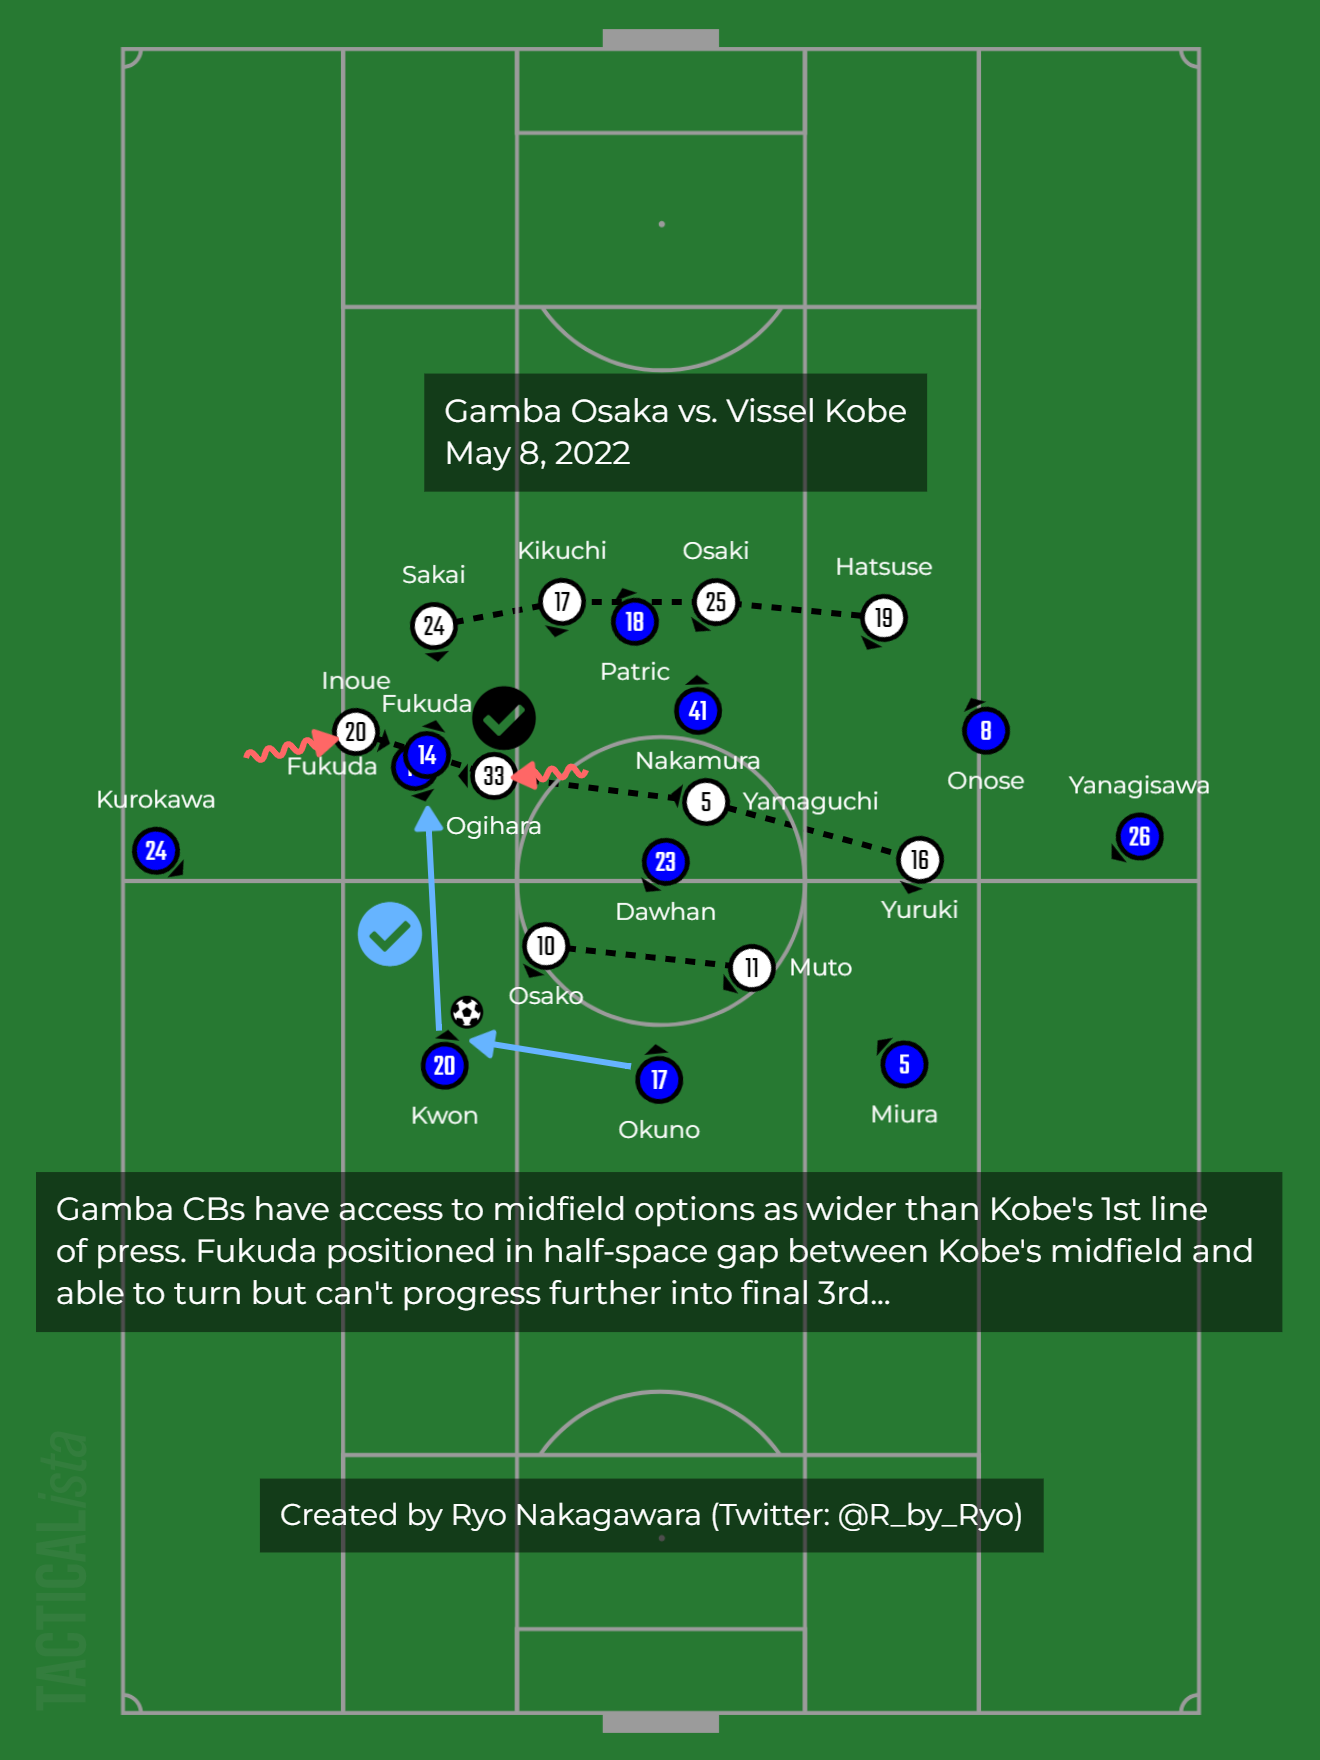 Gamba Osaka vs. Vissel Kobe
May 8, 2022
Kikuchi
Osaki
Hatsuse
Sakai
17
25
24
18
19
Patric
Inoue
Fukuda
41
20
14
8
Fukuda
33
Nakamura
Onose
Yanagisawa
Kurokawa
5
Yamaguchi
Ogihara
24
23
16
26
Dawhan
Yuruki
10
11
Muto
Osako
20
17
5
Kwon
Okuno
Miura
Gamba CBs have access to midfield options as wider than Kobe's 1st line
of press. Fukuda positioned in half-space gap between Kobe's midfield and
able to turn but can't progress further into final 3rd...
Created by Ryo Nakagawara (Twitter: @R_by_Ryo)
TACTICALista